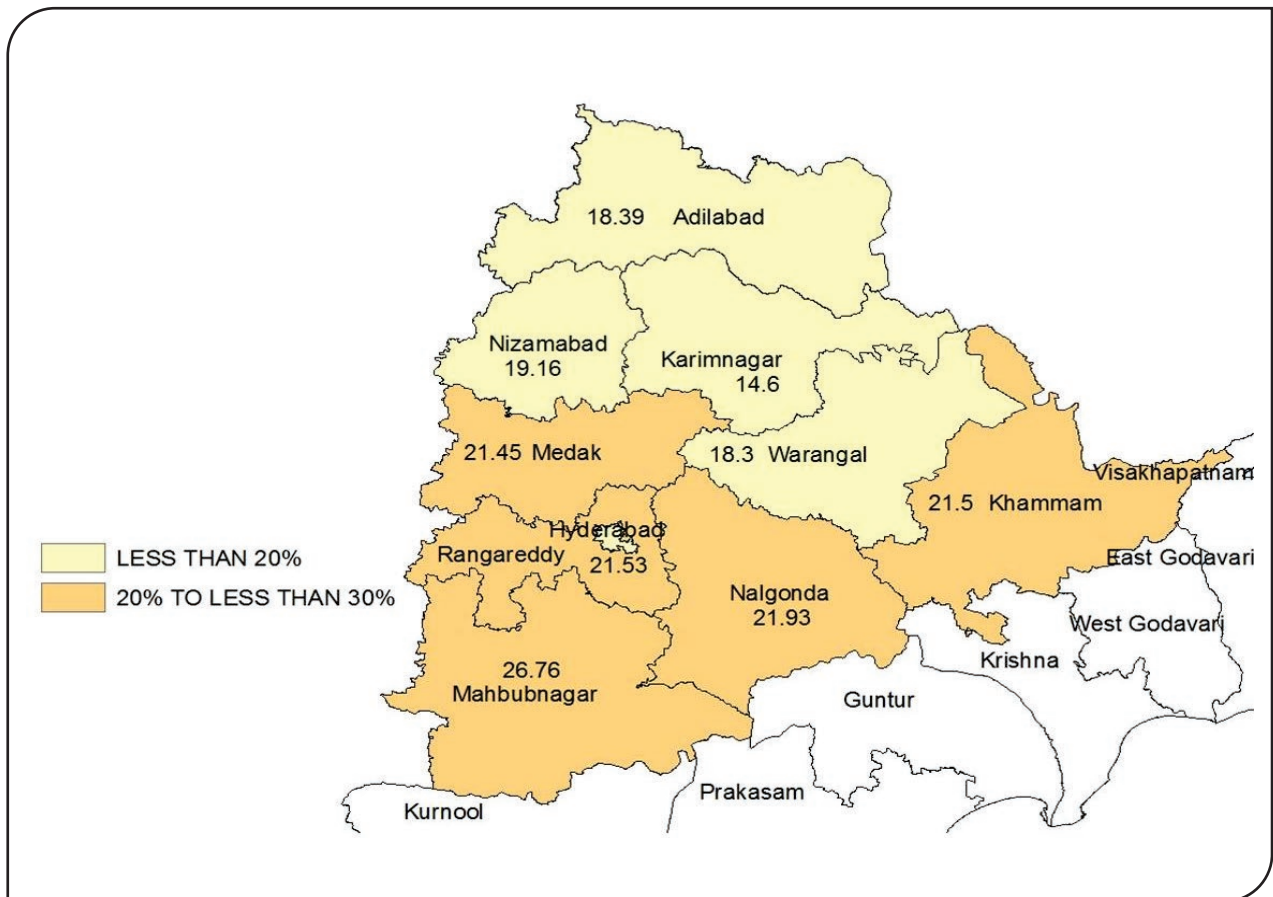 18.39 Adilabad
Nizamabad
19.16
Karimnagar
14.6
21.45 Medak
18.3 Warangal
Visakhapatnam
21.5 Khammam
Hyderabad
Rangareddy
21.53
LESS THAN 20%
20% TO LESS THAN 30%
East Godavari
Nalgonda
21.93
West Godavari
Krishna
26.76
Mahbubnagar
Guntur
Prakasam
Kurnool